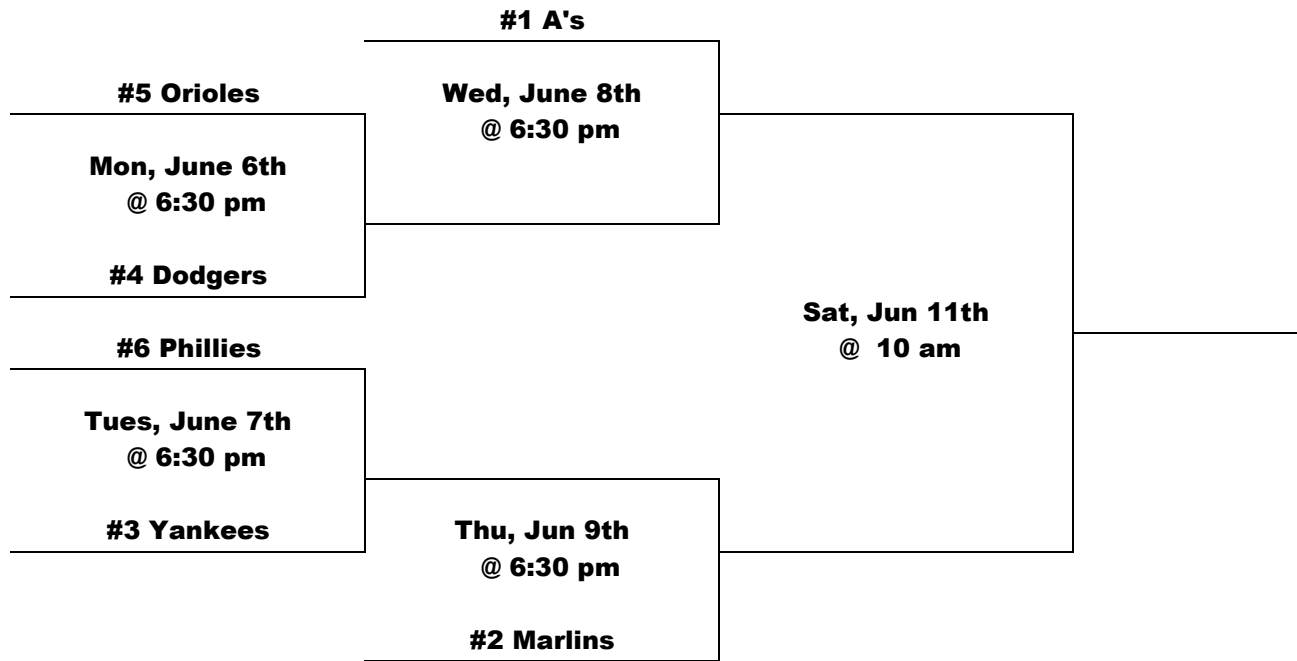 #1 A's
#5 Orioles
Wed, June 8th
@ 6:30 pm
Mon, June 6th
@ 6:30 pm
#4 Dodgers
Sat, Jun 11th
@ 10 am
#6 Phillies
Tues, June 7th
@ 6:30 pm
#3 Yankees
Thu, Jun 9th
@ 6:30 pm
#2 Marlins